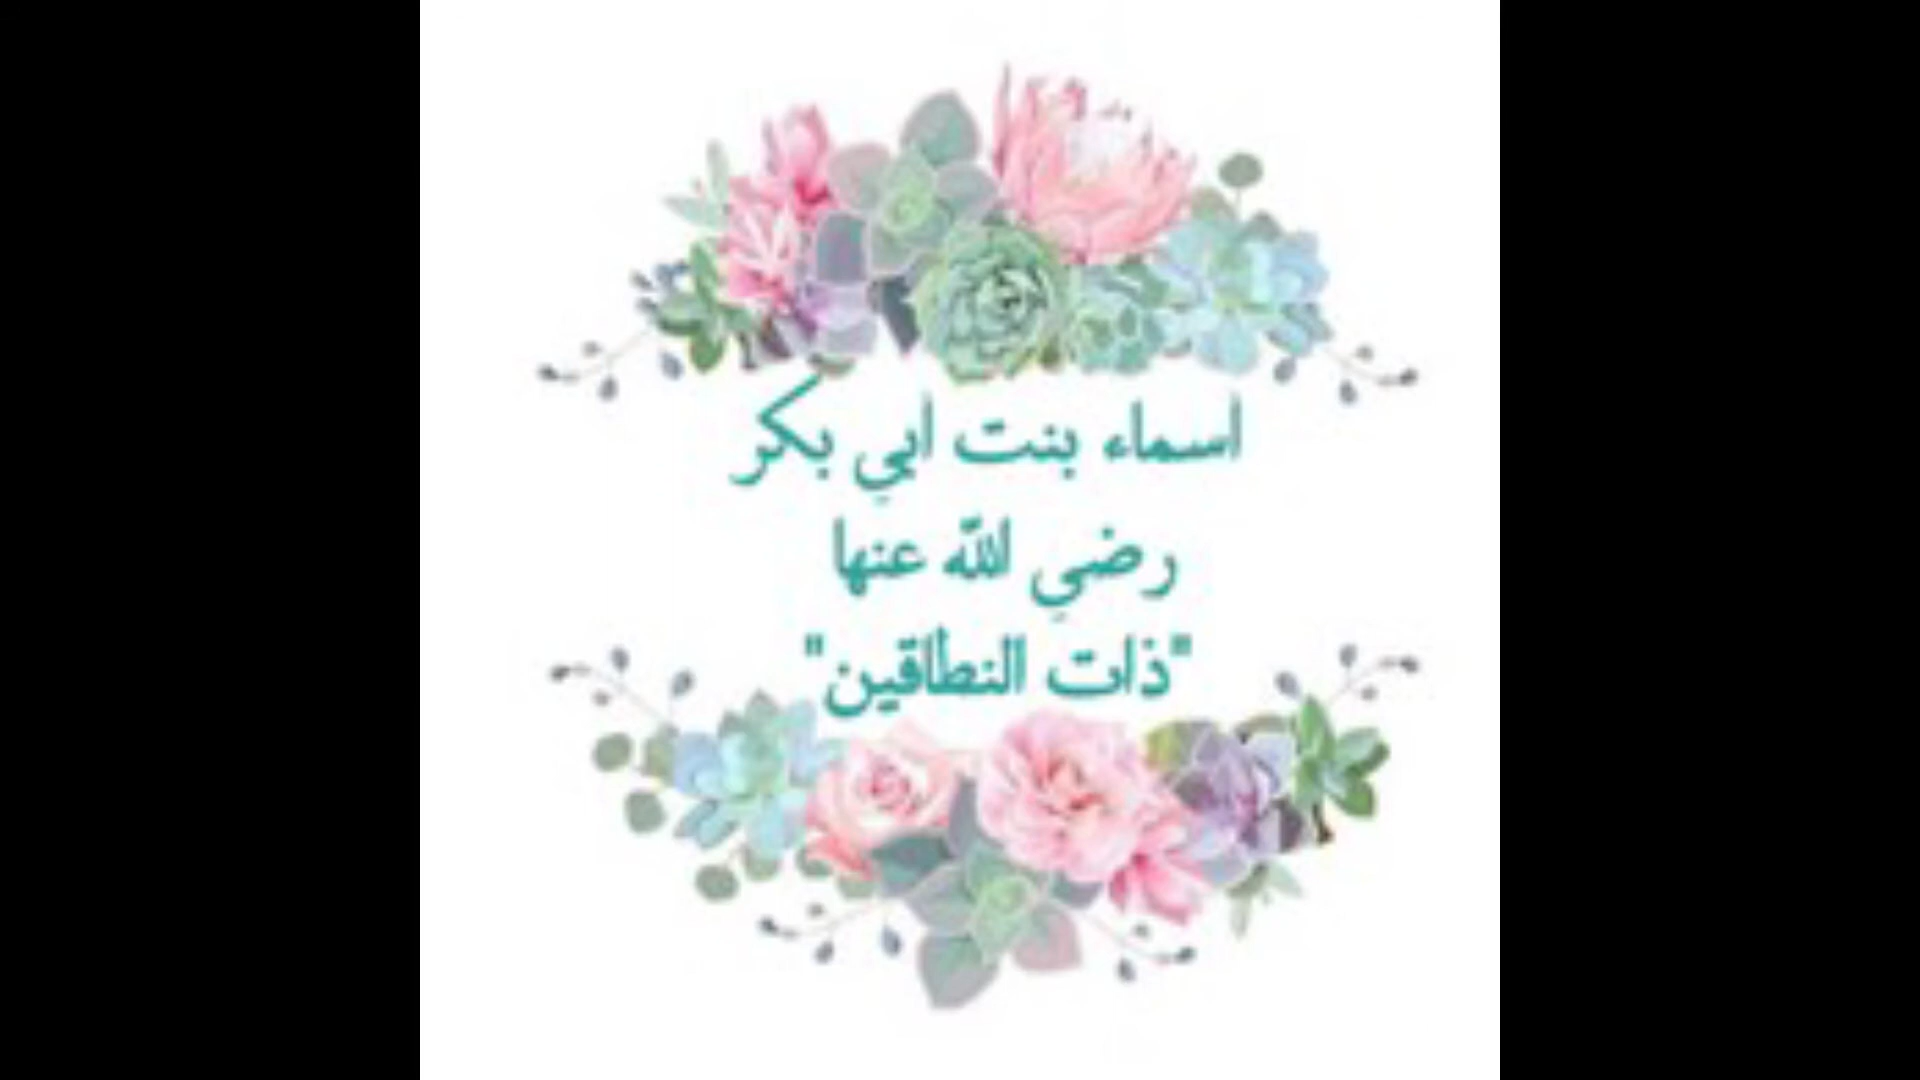 اسماء بنت ابي بكر
رضي الله عنها
"ذات النطاقين"